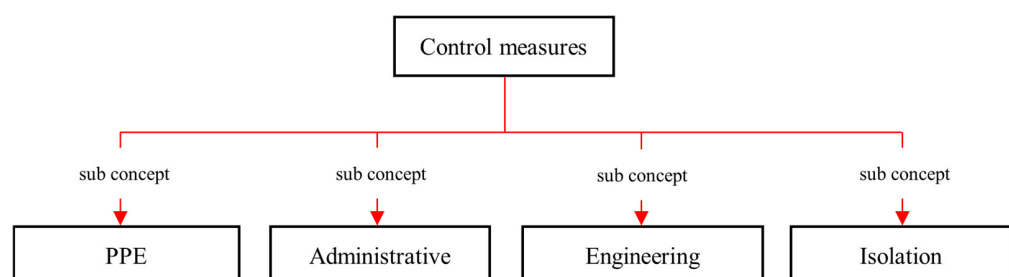 Control measures
sub concept
sub concept
sub concept
sub concept
PPE
Administrative
Engineering
Isolation